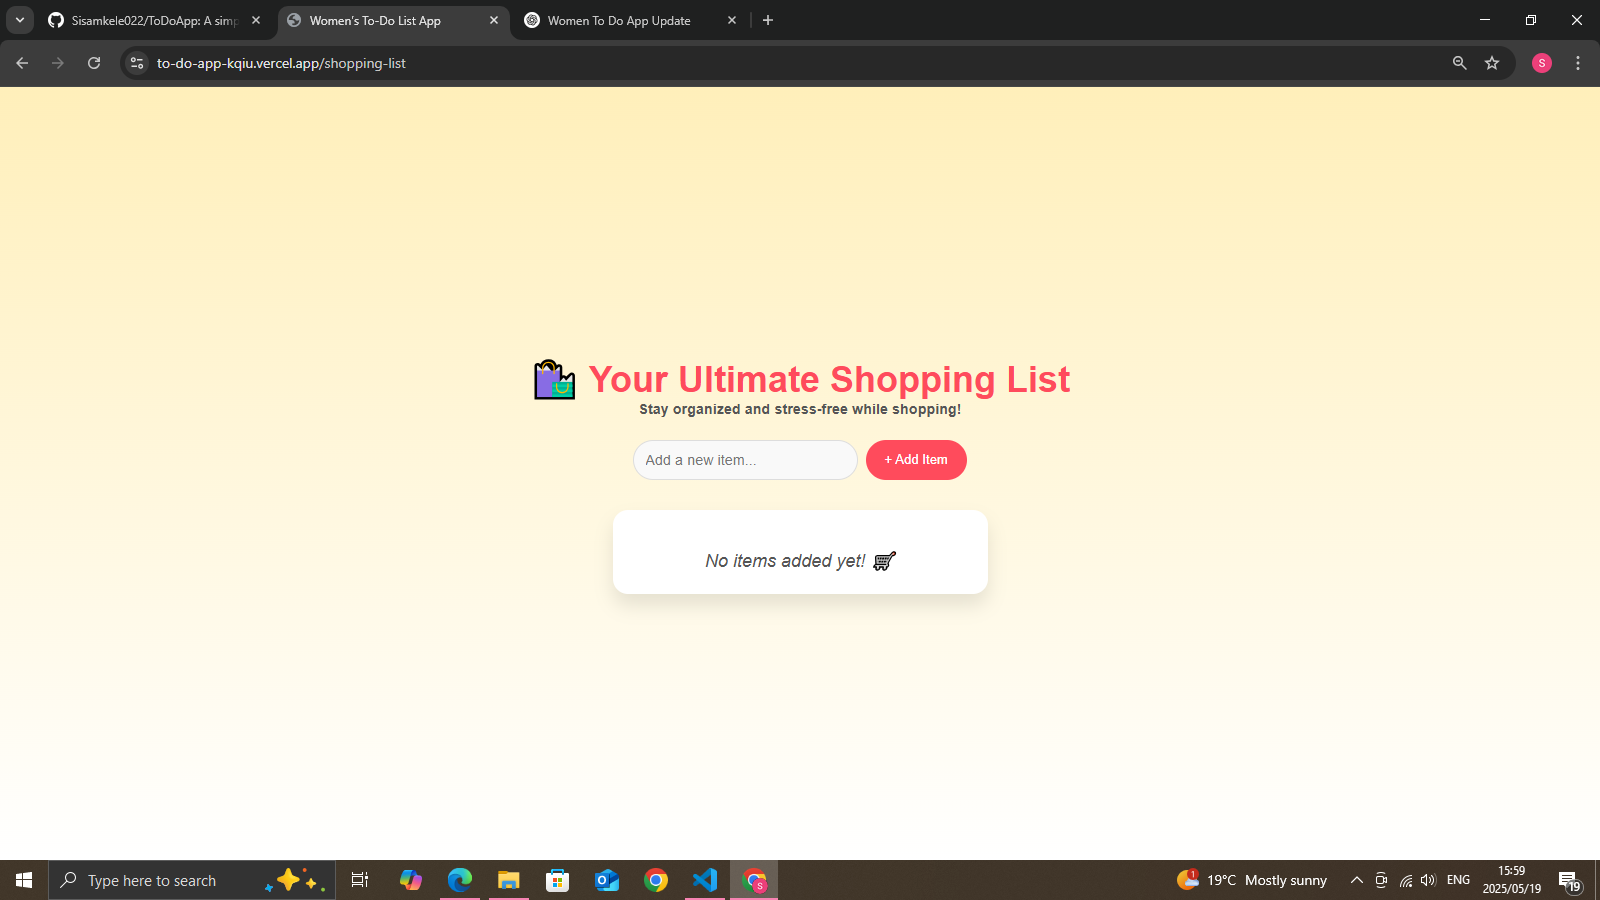 Sisamkele022/ToDoApp: A simp
Women's To-Do List App
Women To Do App Update
to-do-app-kqiu.vercel.app/shopping-list
S
🛍️ Your Ultimate Shopping List
Stay organized and stress-free while shopping!
Add a new item...
+ Add Item
No items added yet! 🛒
Type here to search
S
1
19°C Mostly sunny
ENG
15:59
2025/05/19
19